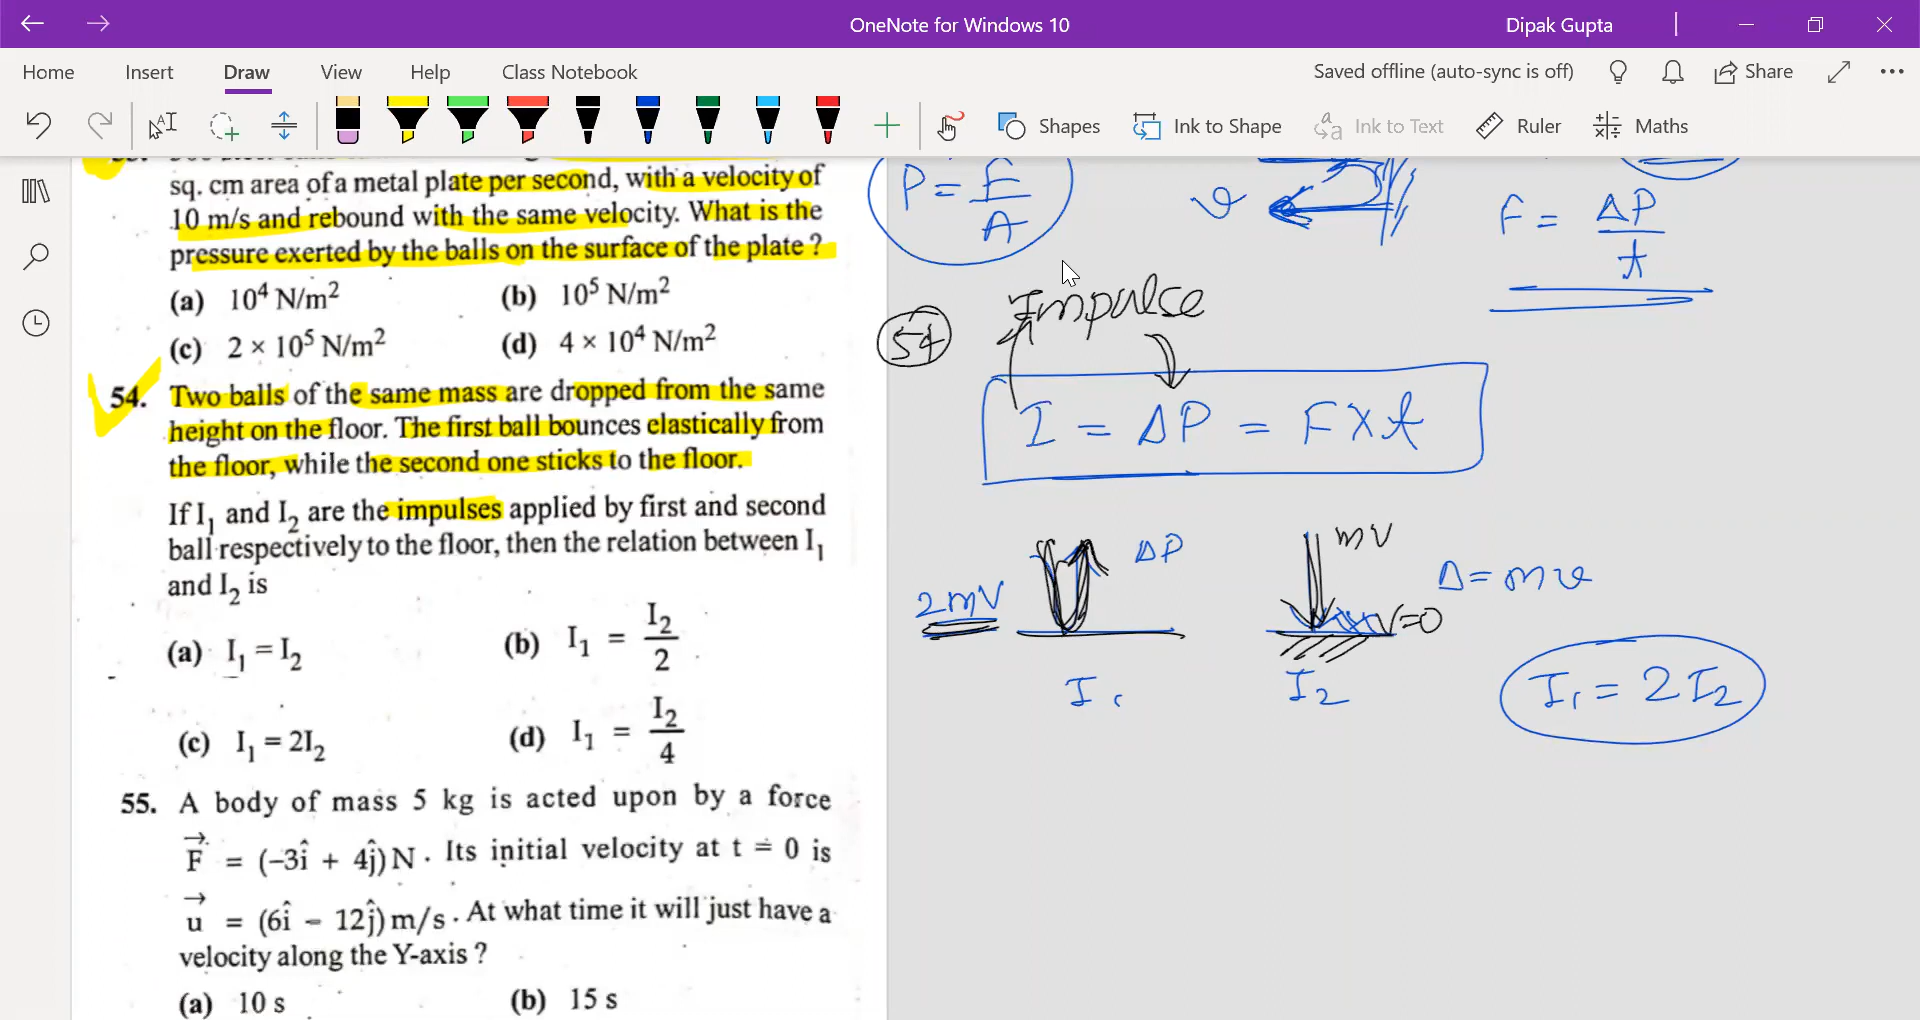 OneNote for Windows 10
Dipak Gupta
Home Insert Draw View Help Class Notebook
Saved offline (auto-sync is off) Share
Shapes Ink to Shape Ink to Text Ruler Maths
sq. cm area of a metal plate per second, with a velocity of
10 m/s and rebound with the same velocity. What is the
pressure exerted by the balls on the surface of the plate ?
(a) 10⁴ N/m² (b) 10⁵ N/m²
(c) 2 × 10⁵ N/m² (d) 4 × 10⁴ N/m²
54. Two balls of the same mass are dropped from the same
height on the floor. The first ball bounces elastically from
the floor, while the second one sticks to the floor.
If I₁ and I₂ are the impulses applied by first and second
ball respectively to the floor, then the relation between I₁
and I₂ is
(a) I₁ = I₂ (b) I₁ = I₂/2
(c) I₁ = 2I₂ (d) I₁ = I₂/4
55. A body of mass 5 kg is acted upon by a force
F⃗ = (–3î + 4ĵ) N. Its initial velocity at t = 0 is
u⃗ = (6î – 12ĵ) m/s. At what time it will just have a
velocity along the Y-axis ?
(a) 10 s (b) 15 s
P = F/A
v
F = ΔP/t
54 Impulse
I = ΔP = F×t
2mV ΔP
mV
V=0
Δ= mv
I₁ I₂
I₁ = 2I₂